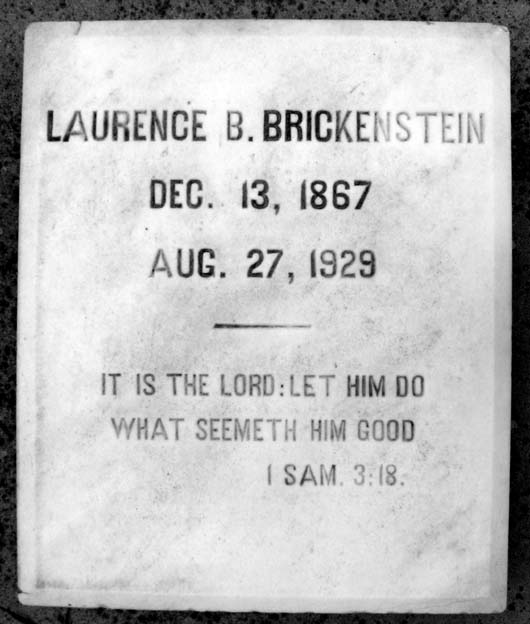 LAURENCE B. BRICKENSTEIN
DEC. 13, 1867
AUG. 27, 1929
IT IS THE LORD: LET HIM DO
WHAT SEEMETH HIM GOOD
I SAM. 3:18.